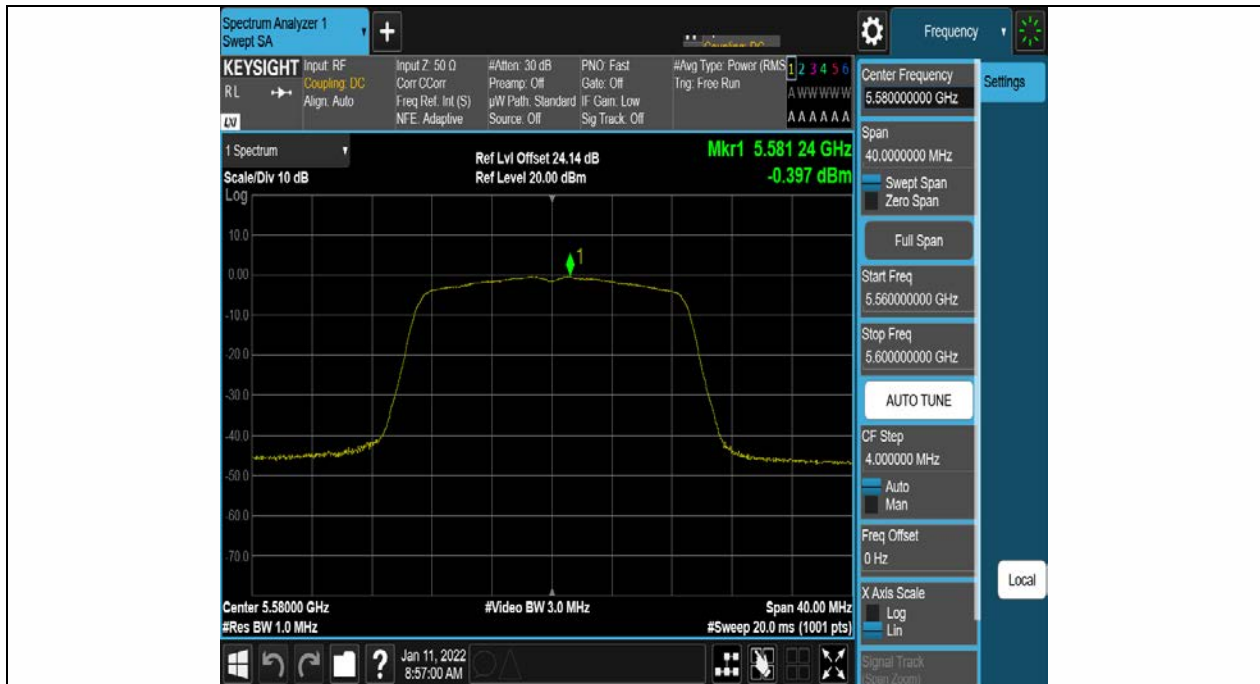 Spectrum Analyzer 1
Swept SA
+
Frequency
KEYSIGHT
RL
LXI
Input: RF
Coupling: DC
Align: Auto
Input Z: 50 Ω
Corr CCorr
Freq Ref: Int (S)
NFE: Adaptive
#Atten: 30 dB
Preamp: Off
µW Path: Standard
Source: Off
PNO: Fast
Gate: Off
IF Gain: Low
Sig Track: Off
#Avg Type: Power (RMS
Trig: Free Run
1 2 3 4 5 6
A W W W W W
A A A A A A
1 Spectrum
Scale/Div 10 dB
Log
Ref Lvl Offset 24.14 dB
Ref Level 20.00 dBm
Mkr1 5.581 24 GHz
-0.397 dBm
10.0
0.00
-10.0
-20.0
-30.0
-40.0
-50.0
-60.0
-70.0
1
Center 5.58000 GHz
#Res BW 1.0 MHz
#Video BW 3.0 MHz
Span 40.00 MHz
#Sweep 20.0 ms (1001 pts)
Center Frequency
5.580000000 GHz
Settings
Span
40.0000000 MHz
Swept Span
Zero Span
Full Span
Start Freq
5.560000000 GHz
Stop Freq
5.600000000 GHz
AUTO TUNE
CF Step
4.000000 MHz
Auto
Man
Freq Offset
0 Hz
X Axis Scale
Log
Lin
Local
Signal Track
(Span Zoom)
?
Jan 11, 2022
8:57:00 AM